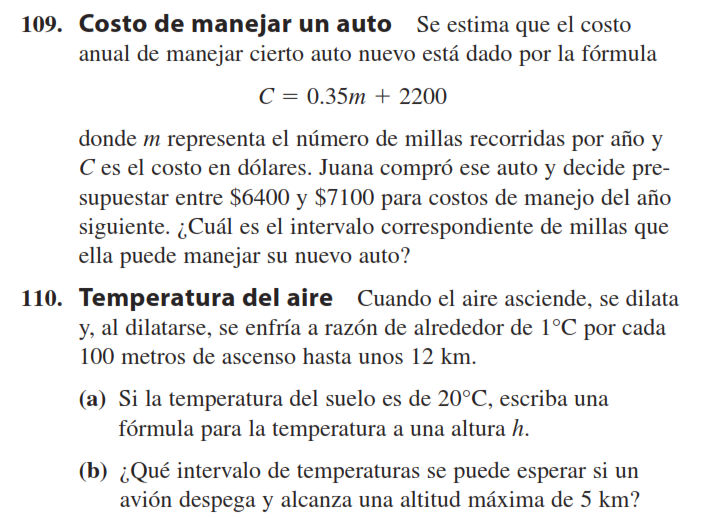 109. Costo de manejar un auto Se estima que el costo
anual de manejar cierto auto nuevo está dado por la fórmula
C = 0.35m + 2200
donde m representa el número de millas recorridas por año y
C es el costo en dólares. Juana compró ese auto y decide pre-
supuestar entre $6400 y $7100 para costos de manejo del año
siguiente. ¿Cuál es el intervalo correspondiente de millas que
ella puede manejar su nuevo auto?
110. Temperatura del aire Cuando el aire asciende, se dilata
y, al dilatarse, se enfría a razón de alrededor de 1°C por cada
100 metros de ascenso hasta unos 12 km.
(a) Si la temperatura del suelo es de 20°C, escriba una
fórmula para la temperatura a una altura h.
(b) ¿Qué intervalo de temperaturas se puede esperar si un
avión despega y alcanza una altitud máxima de 5 km?